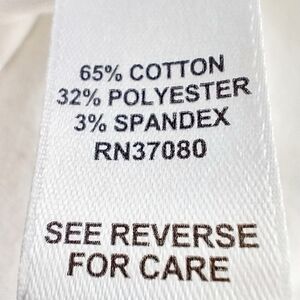 65% COTTON
32% POLYESTER
3% SPANDEX
RN37080
SEE REVERSE
FOR CARE